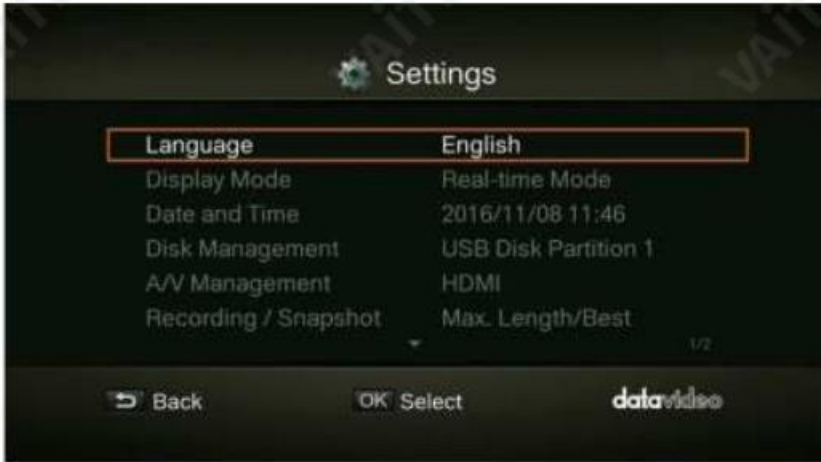 Settings
Language English
Display Mode Real-time Mode
Date and Time 2016/11/08 11:46
Disk Management USB Disk Partition 1
A/V Management HDMI
Recording / Snapshot Max. Length/Best
1/2
Back OK Select datavideo